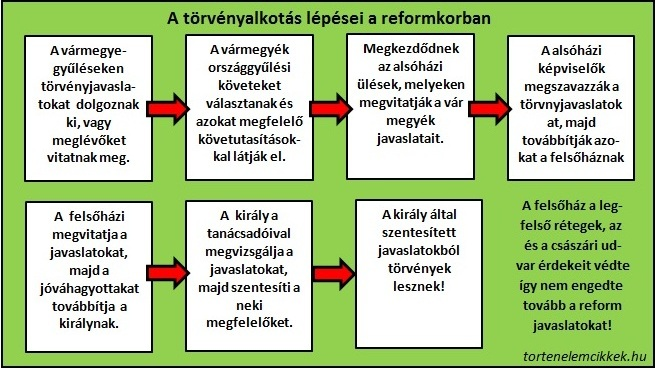 A törvényalkotás lépései a reformkorban
A vármegye-
gyűléseken
törvényjavasla-
tokat dolgoznak
ki, vagy
meglévőket
vitatnak meg.
A vármegyék
országgyűlési
követeket
választanak és
azokat megfelelő
követutasítások-
kal látják el.
Megkezdődnek
az alsóházi
ülések, melyeken
megvitatják a vár
megyék
javaslatait.
A alsóházi
képviselők
megszavazzák a
törvnyjavaslatok
at, majd
továbbítják azo-
kat a felsőháznak
A felsőházi
megvitatja a
javaslatokat,
majd a
jóváhagyottakat
továbbítja a
királynak.
A király a
tanácsadóival
megvizsgálja a
javaslatokat,
majd szentesíti a
neki
megfelelőket.
A király által
szentesített
javaslatokból
törvények
lesznek!
A felsőház a leg-
felső rétegek, az
és a császári ud-
var érdekeit védte
így nem engedte
tovább a reform
javaslatokat!
tortenelemcikkek.hu